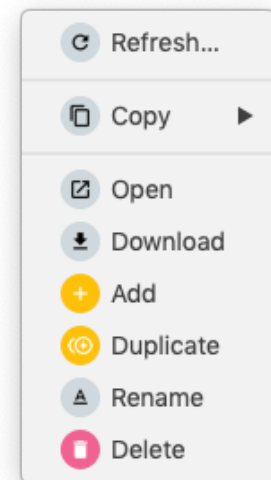 Refresh...
Copy
Open
Download
Add
Duplicate
Rename
Delete